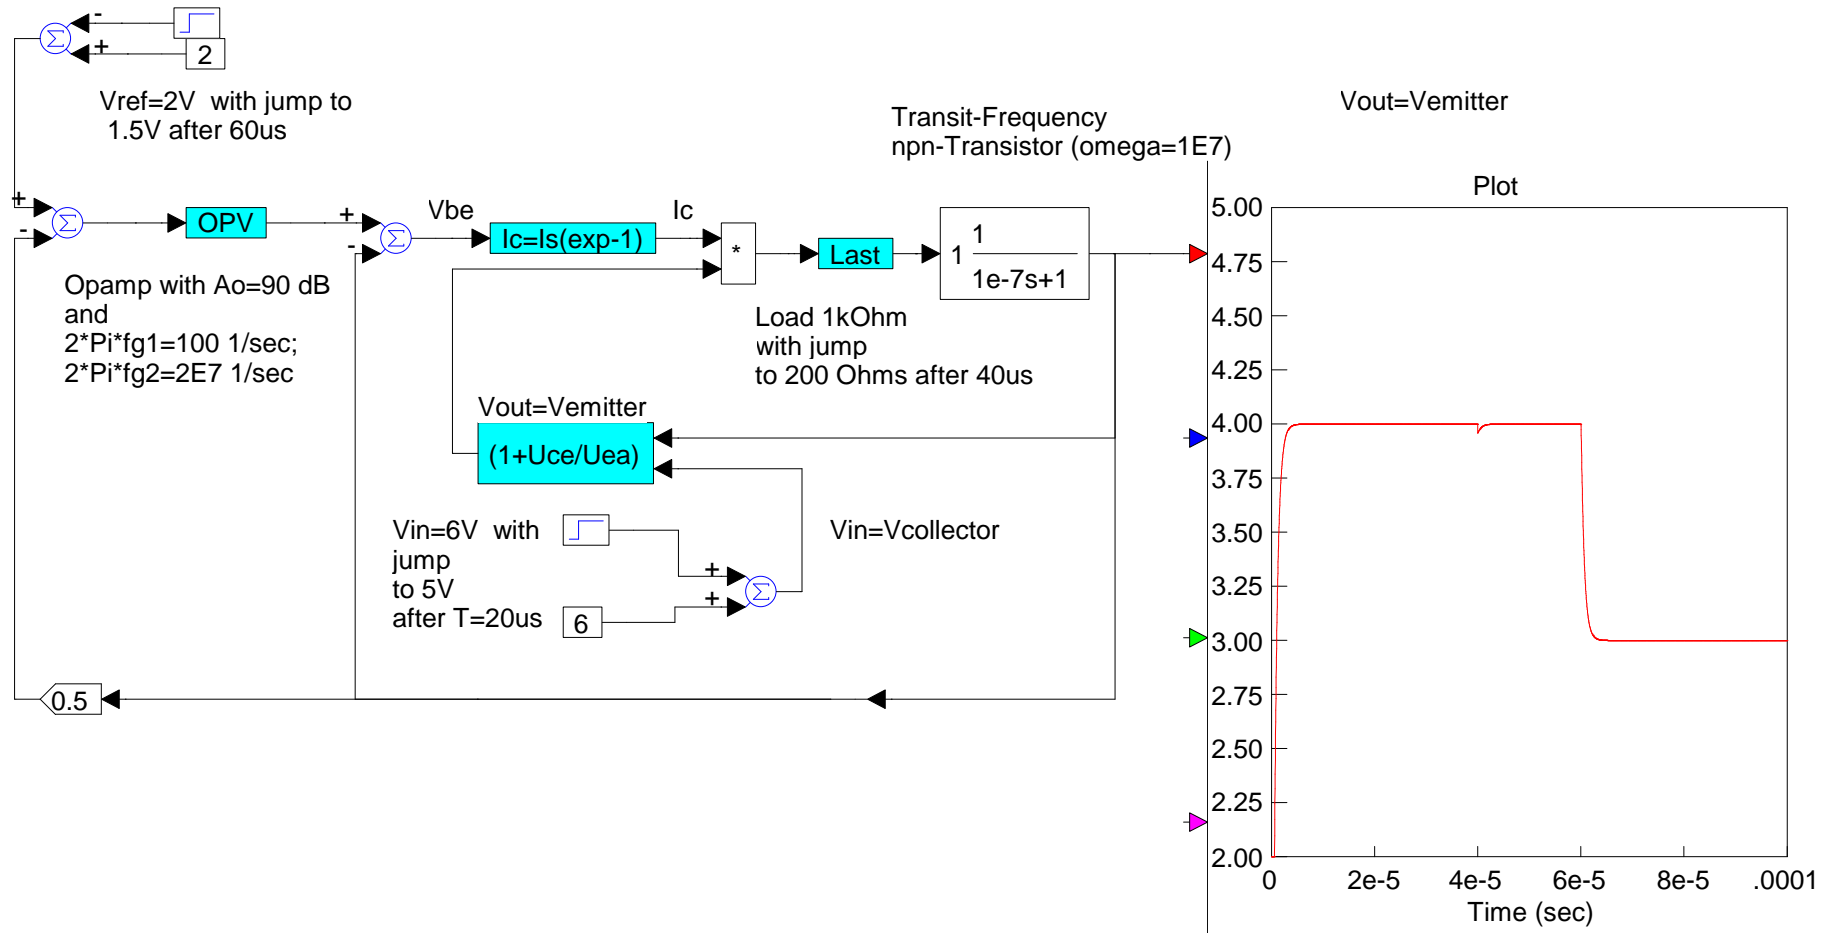 -
+
2
Vref=2V with jump to
1.5V after 60us
Transit-Frequency
npn-Transistor (omega=1E7)
Vout=Vemitter
Plot
+
-
OPV
+
-
Vbe
Ic=Is(exp-1)
Ic
*
Last
1
1
1e-7s+1
Opamp with Ao=90 dB
and
2*Pi*fg1=100 1/sec;
2*Pi*fg2=2E7 1/sec
Load 1kOhm
with jump
to 200 Ohms after 40us
Vout=Vemitter
(1+Uce/Uea)
Vin=6V with
jump
to 5V
after T=20us
6
+
+
Vin=Vcollector
0.5
Σ
Σ
Σ
Σ
5.00
4.75
4.50
4.25
4.00
3.75
3.50
3.25
3.00
2.75
2.50
2.25
2.00
0
2e-5
4e-5
6e-5
8e-5
.0001
Time (sec)